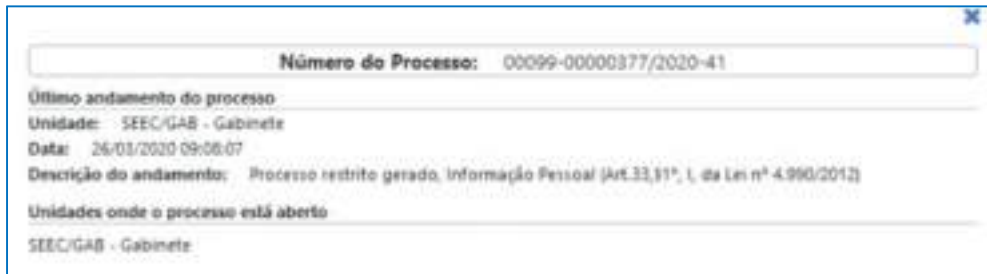 Número do Processo: 00099-00000377/2020-41
Último andamento do processo
Unidade: SEEC/GAB - Gabinete
Data: 26/03/2020 09:08:07
Descrição do andamento: Processo restrito gerado, Informação Pessoal (Art.33,§1º, I, da Lei nº 4.990/2012)
Unidades onde o processo está aberto
SEEC/GAB - Gabinete